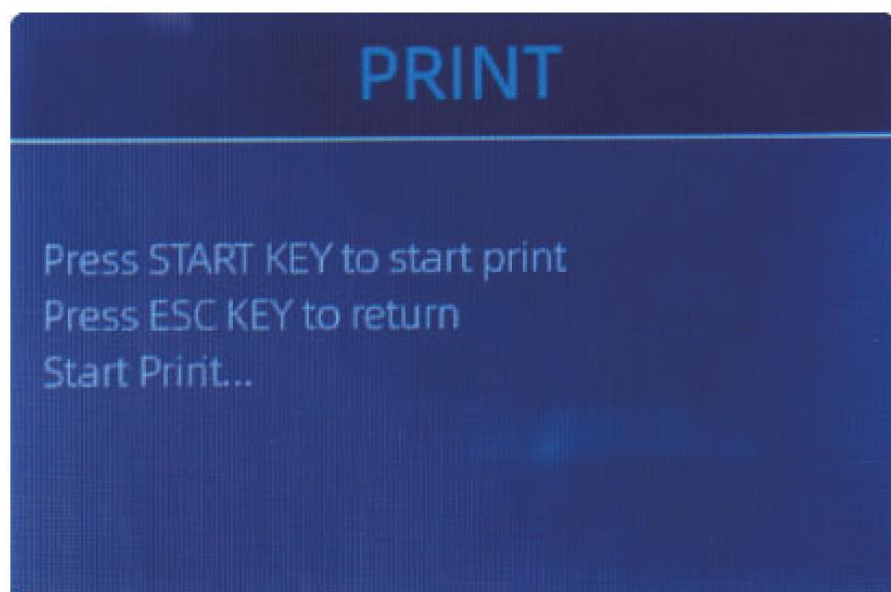 PRINT
Press START KEY to start print
Press ESC KEY to return
Start Print...